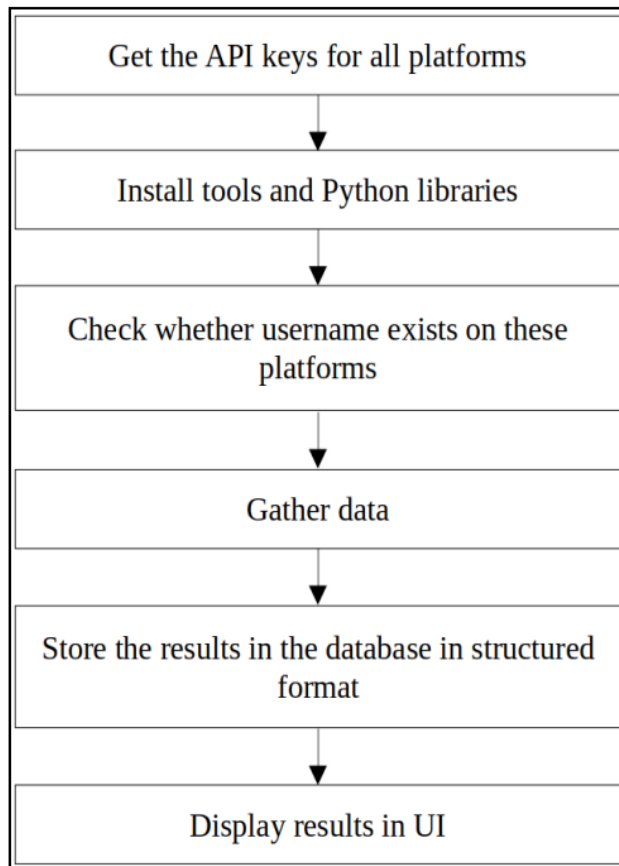 Get the API keys for all platforms
Install tools and Python libraries
Check whether username exists on these
platforms
Gather data
Store the results in the database in structured
format
Display results in UI